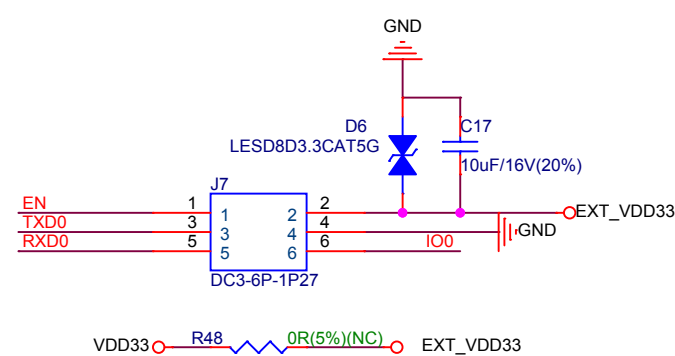 GND
D6
C17
LESD8D3.3CAT5G
10uF/16V(20%)
J7
EN 1 1 2 2 EXT_VDD33
TXD0 3 3 4 4 GND
RXD0 5 5 6 6 IO0
DC3-6P-1P27
VDD33 R48 0R(5%)(NC) EXT_VDD33